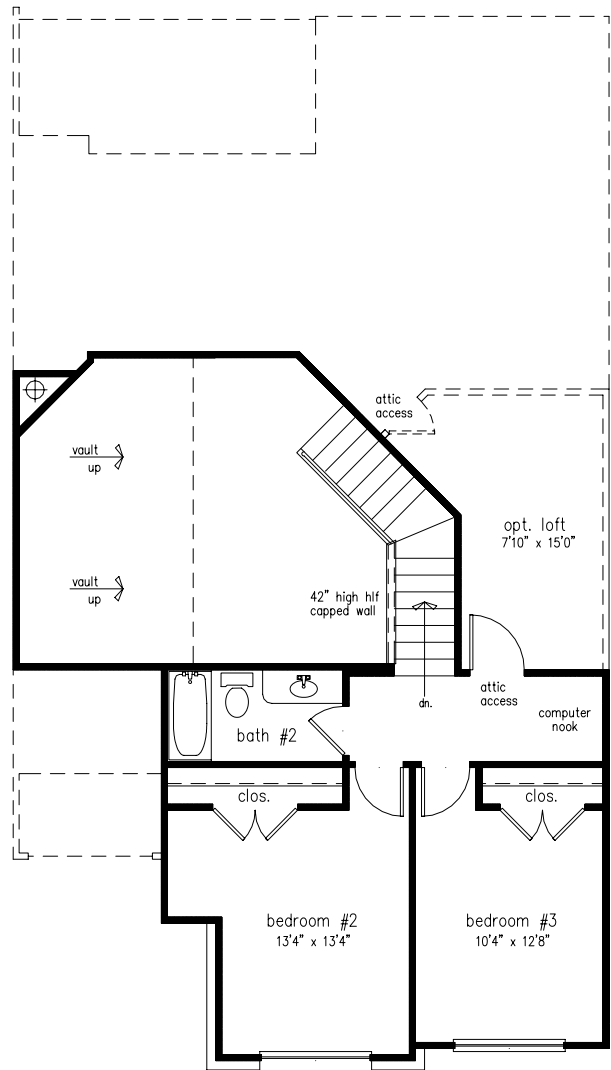 attic
access
vault
up
opt. loft
7'10" x 15'0"
vault
up
42" high hlf
capped wall
dn.
attic
access
computer
nook
bath #2
clos.
clos.
bedroom #2
13'4" x 13'4"
bedroom #3
10'4" x 12'8"